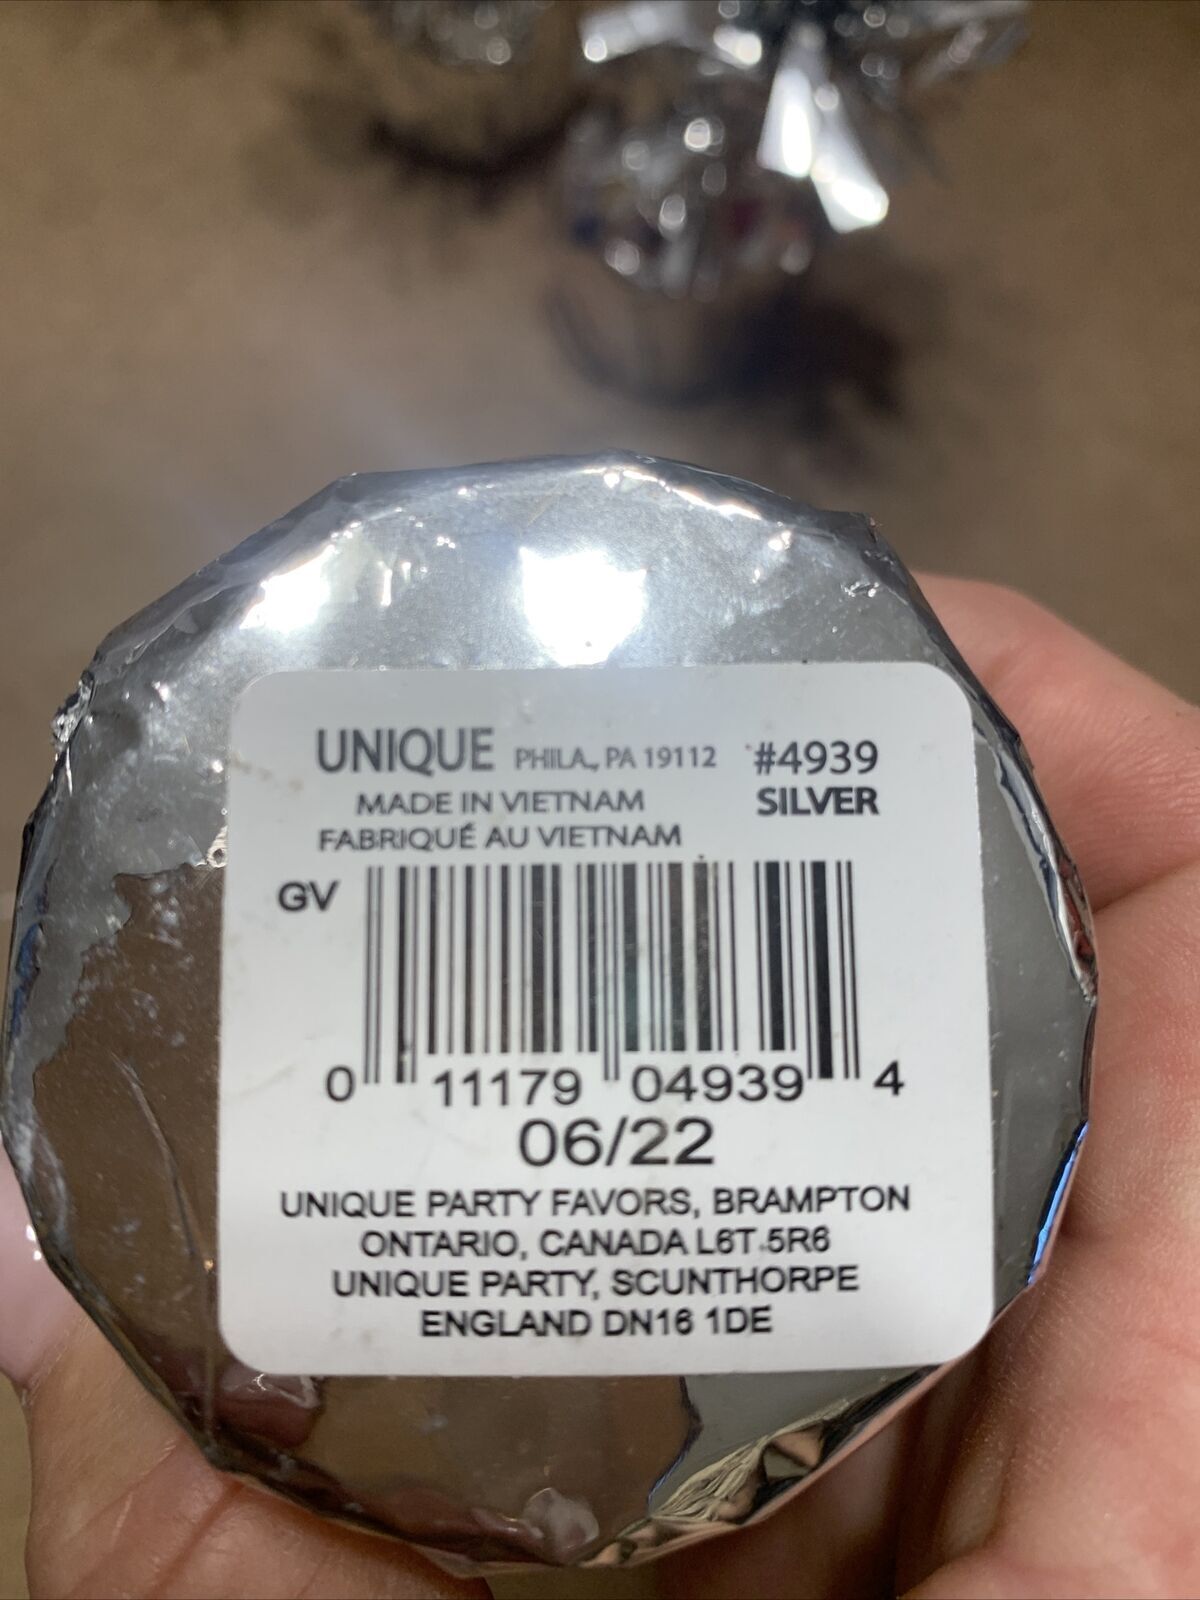 UNIQUE PHILA., PA 19112 #4939
MADE IN VIETNAM SILVER
FABRIQUÉ AU VIETNAM
GV
0 11179 04939 4
06/22
UNIQUE PARTY FAVORS, BRAMPTON
ONTARIO, CANADA L6T 5R6
UNIQUE PARTY, SCUNTHORPE
ENGLAND DN16 1DE